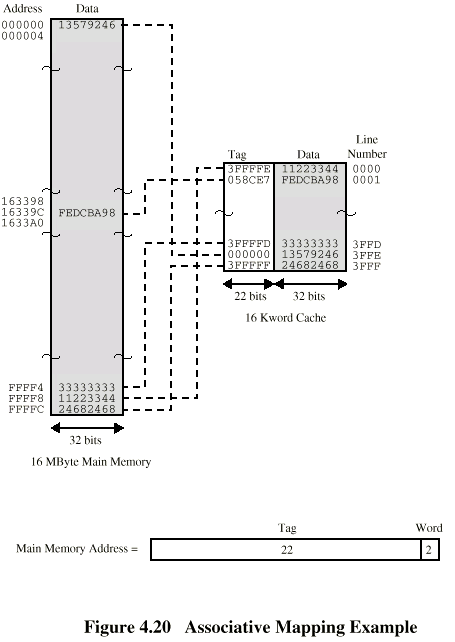 Address Data
000000 13579246
000004
163398
16339C FEDCBA98
1633A0
FFFF4 33333333
FFFF8 11223344
FFFFC 24682468
32 bits
16 MByte Main Memory
Line
Tag Data Number
3FFFFE 11223344 0000
058CE7 FEDCBA98 0001
3FFFFD 33333333 3FFD
000000 13579246 3FFE
3FFFFF 24682468 3FFF
22 bits 32 bits
16 Kword Cache
Tag Word
Main Memory Address = 22 2
Figure 4.20 Associative Mapping Example